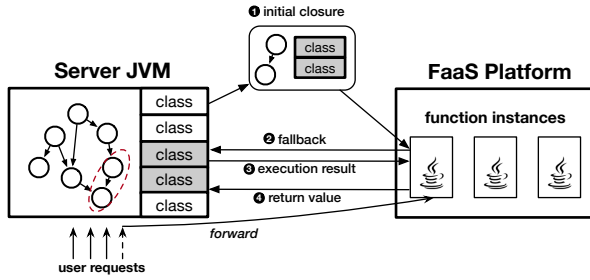 ❶ initial closure
class
class
Server JVM
FaaS Platform
class
class
class
class
class
function instances
❷ fallback
❸ execution result
❹ return value
forward
user requests